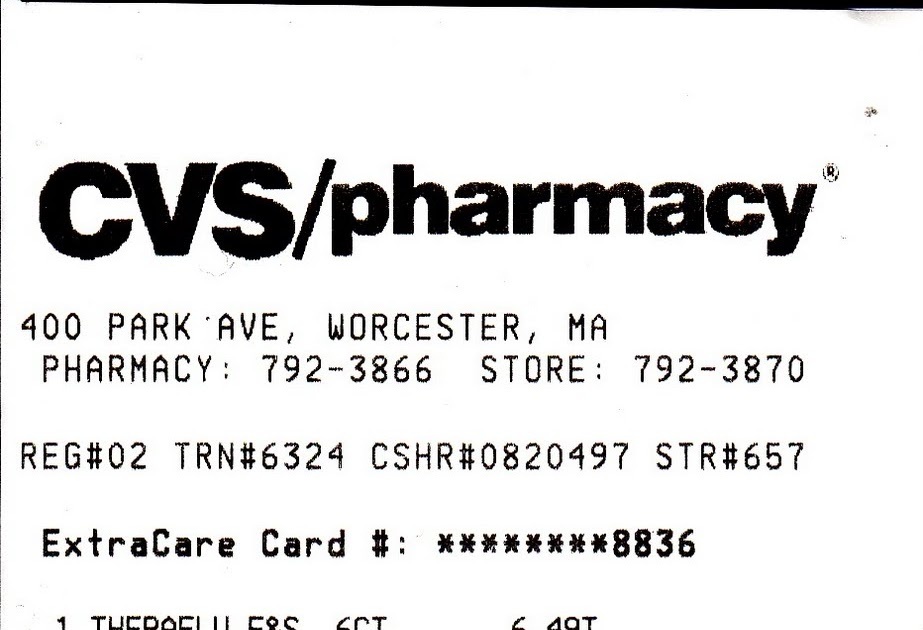 CVS/pharmacy®
400 PARK AVE, WORCESTER, MA
PHARMACY: 792-3866 STORE: 792-3870
REG#02 TRN#6324 CSHR#0820497 STR#657
ExtraCare Card #: ********8836
1 THERAFLU F&S 6CT 6.49T